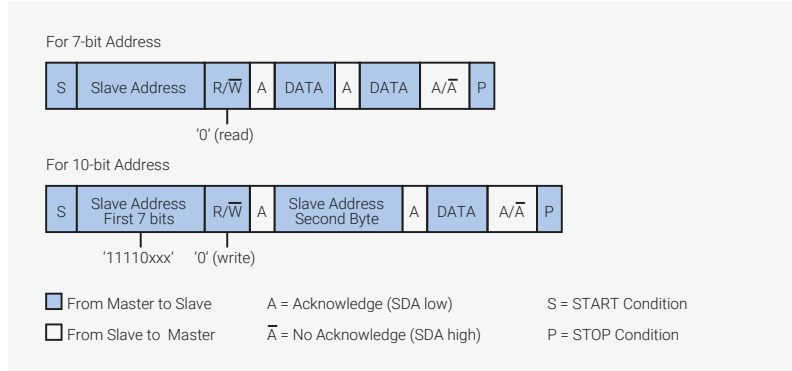 For 7-bit Address
S Slave Address R/W̅ A DATA A DATA A/A̅ P
‘0’ (read)
For 10-bit Address
S Slave Address First 7 bits R/W̅ A Slave Address Second Byte A DATA A/A̅ P
‘11110xxx’ ‘0’ (write)
From Master to Slave A = Acknowledge (SDA low) S = START Condition
From Slave to Master A̅ = No Acknowledge (SDA high) P = STOP Condition